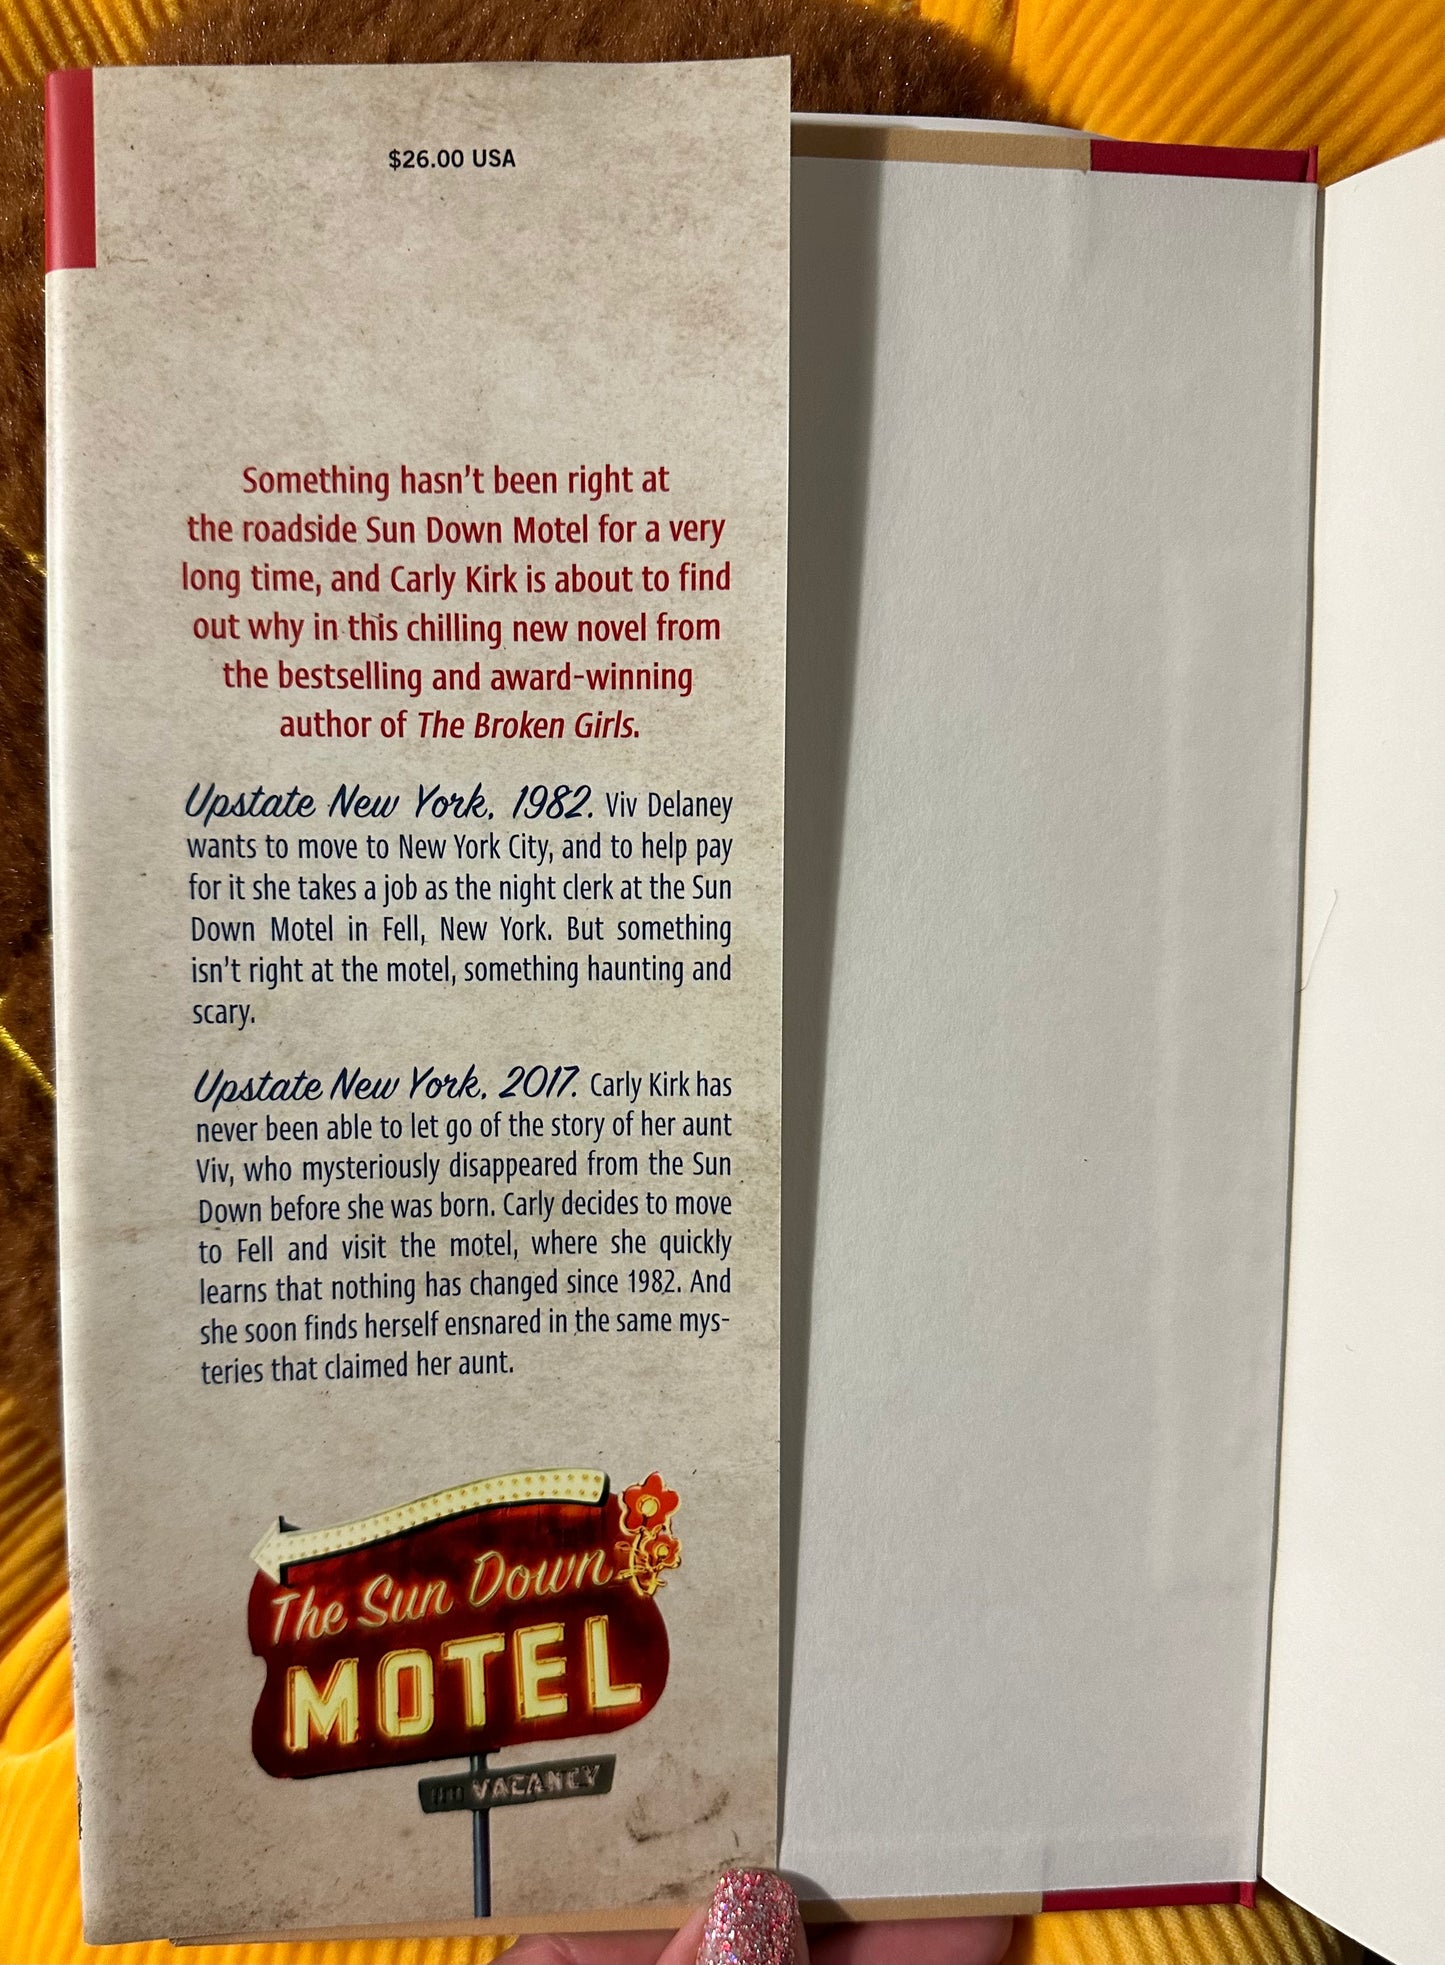 $26.00 USA
Something hasn't been right at
the roadside Sun Down Motel for a very
long time, and Carly Kirk is about to find
out why in this chilling new novel from
the bestselling and award-winning
author of The Broken Girls.
Upstate New York, 1982. Viv Delaney
wants to move to New York City, and to help pay
for it she takes a job as the night clerk at the Sun
Down Motel in Fell, New York. But something
isn't right at the motel, something haunting and
scary.
Upstate New York, 2017. Carly Kirk has
never been able to let go of the story of her aunt
Viv, who mysteriously disappeared from the Sun
Down before she was born. Carly decides to move
to Fell and visit the motel, where she quickly
learns that nothing has changed since 1982. And
she soon finds herself ensnared in the same mys-
teries that claimed her aunt.
The Sun Down
MOTEL
NO VACANCY